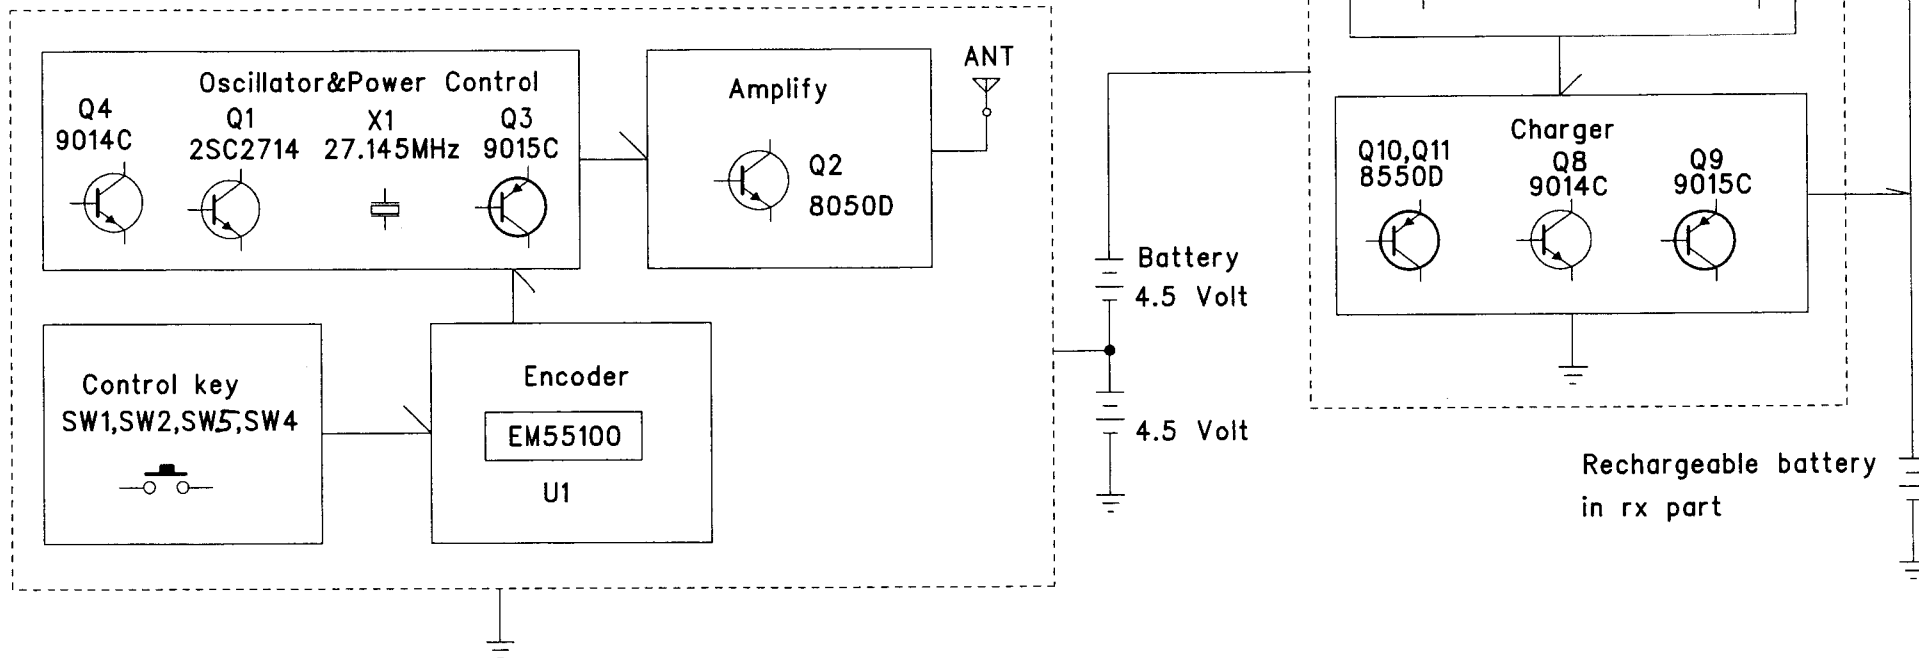 Oscillator&Power Control
Q4
9014C
Q1
2SC2714
X1
27.145MHz
Q3
9015C
Amplify
Q2
8050D
ANT
Control key
SW1,SW2,SW5,SW4
Encoder
EM55100
U1
Battery
4.5 Volt
4.5 Volt
Charger
Q10,Q11
8550D
Q8
9014C
Q9
9015C
Rechargeable battery
in rx part